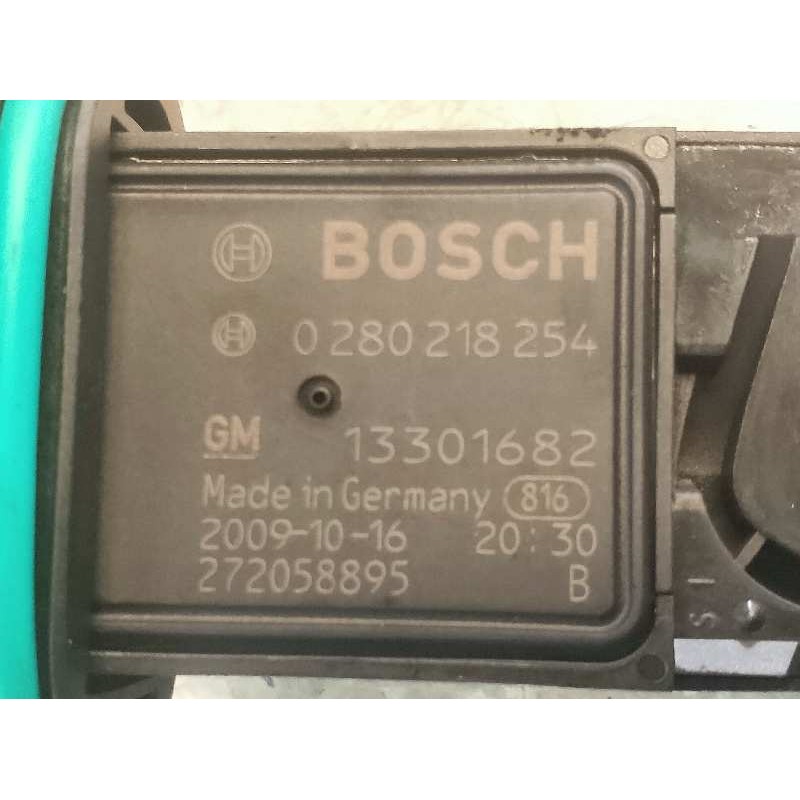 BOSCH
0 280 218 254
GM 13301682
Made in Germany 816
2009-10-16 20:30
272058895 B
S I